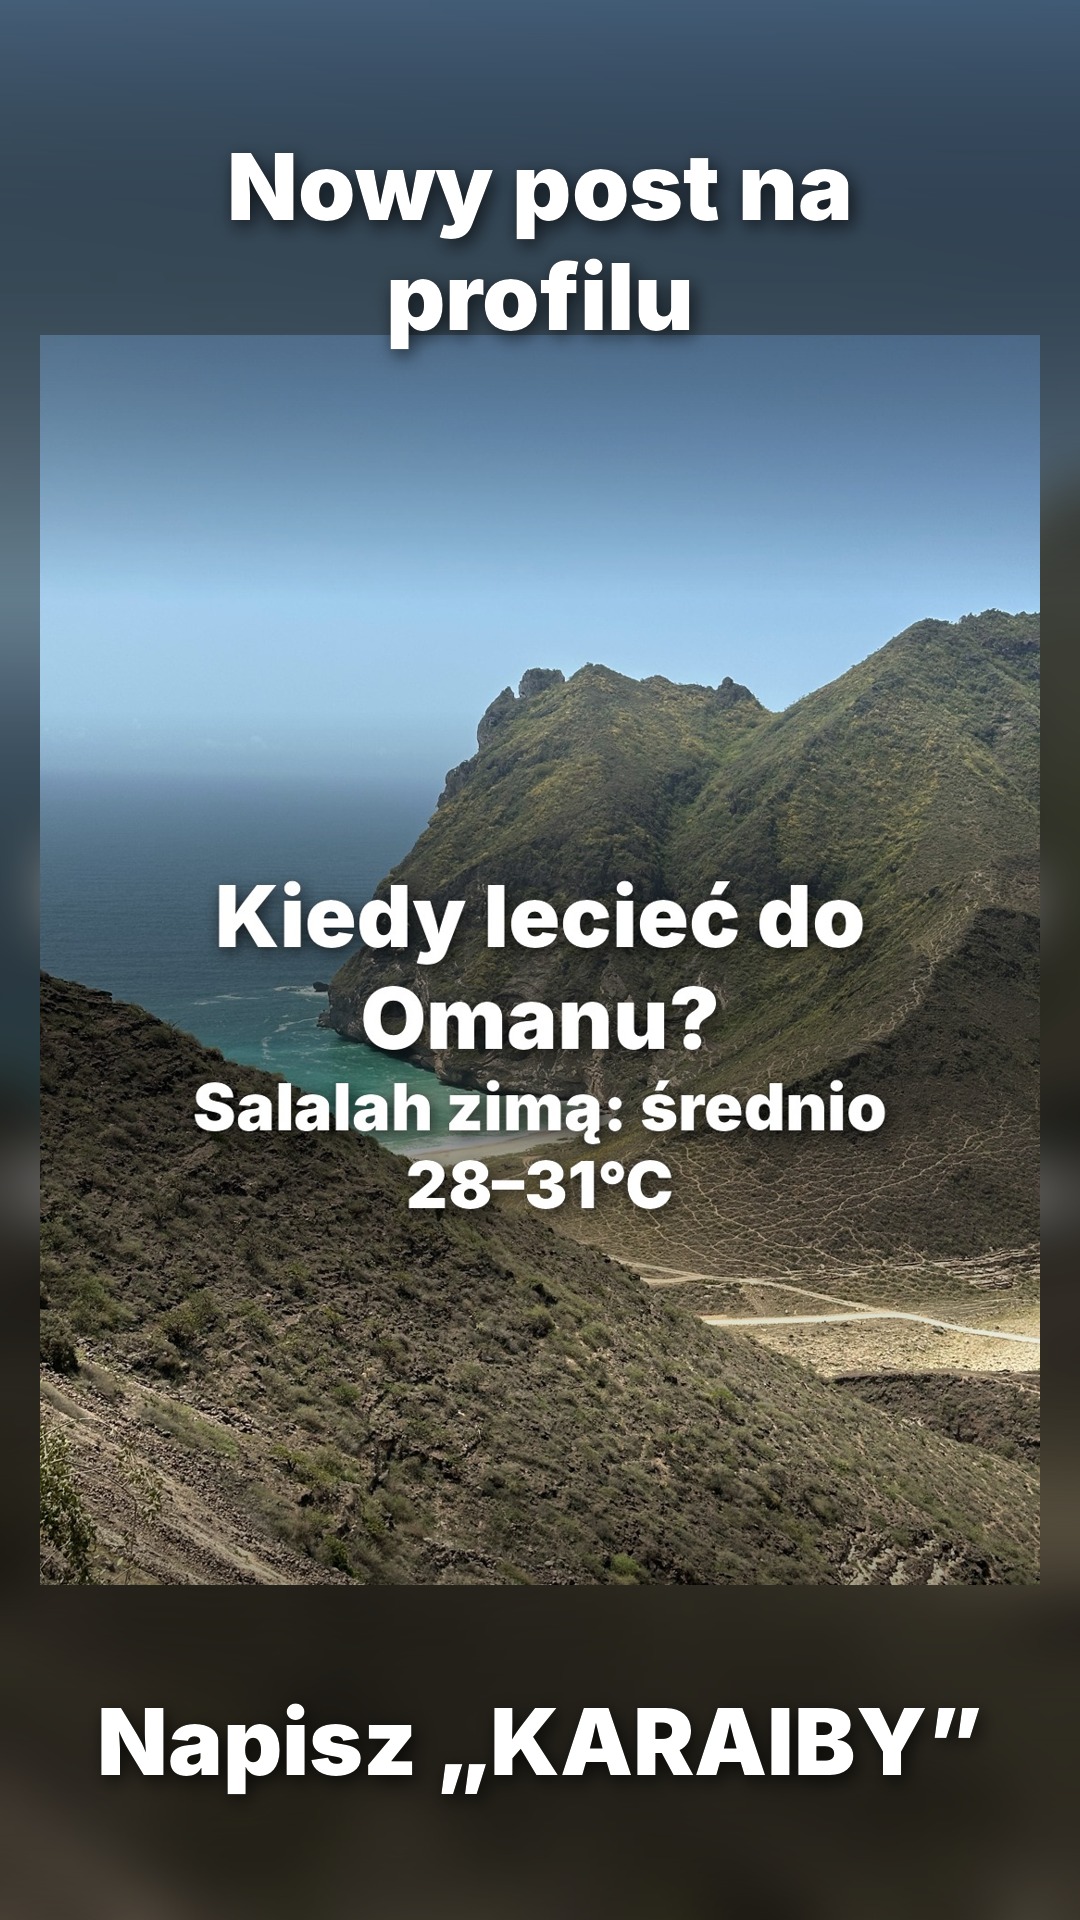 Nowy post na
profilu
Kiedy lecieć do
Omanu?
Salalah zimą: średnio
28–31°C
Napisz „KARAIBY”